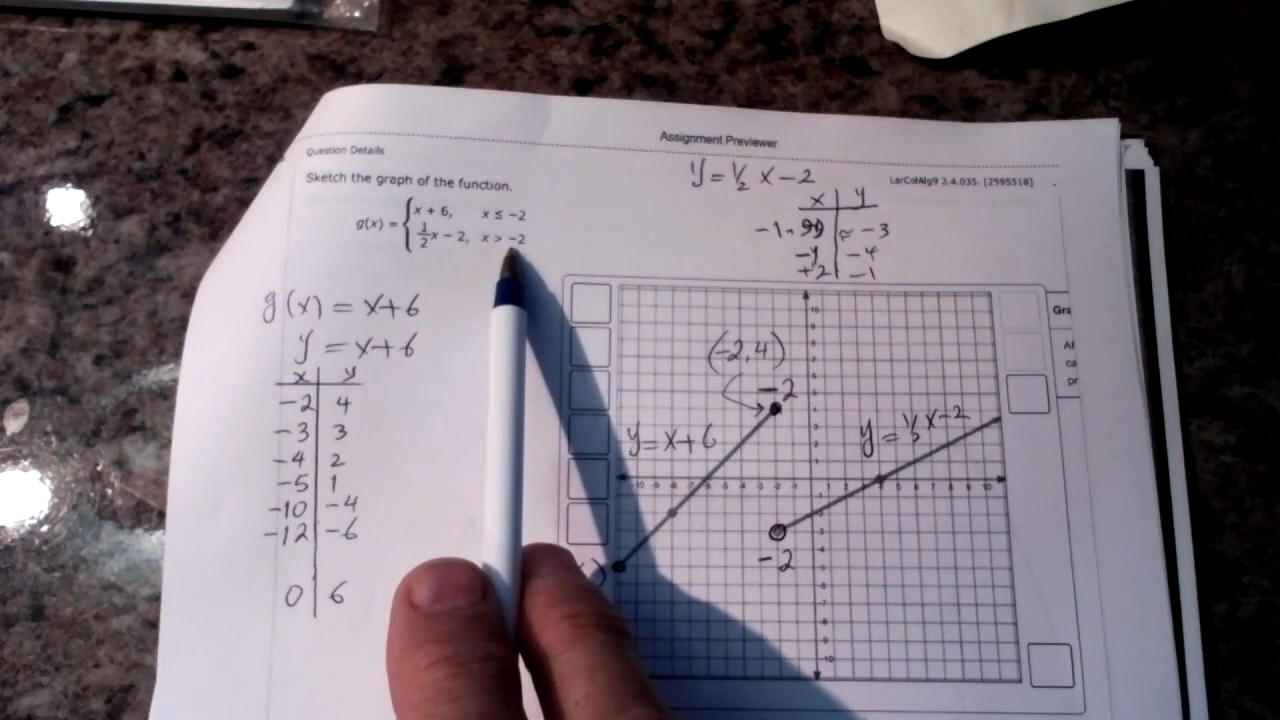 Assignment Previewer
Question Details
LarColAlg9 2.4.035. [2595518]
Sketch the graph of the function.
g(x) = { x + 6, x ≤ -2
1/2 x - 2, x > -2
y = 1/2 x - 2
x | y
-1.99 | ≈ -3
-4
+2 | -1
g(x) = x+6
y = x+6
x | y
-2 | 4
-3 | 3
-4 | 2
-5 | 1
-10 | -4
-12 | -6
0 | 6
(-2,4)
-2
y = x+6
y = 1/2 x-2
-2
Gra